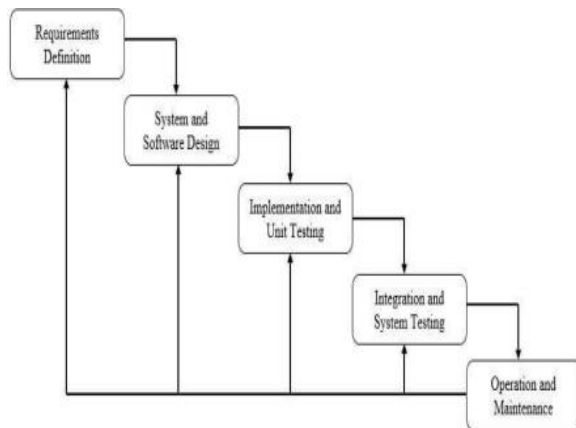 Requirements
Definition
System and
Software Design
Implementation and
Unit Testing
Integration and
System Testing
Operation and
Maintenance